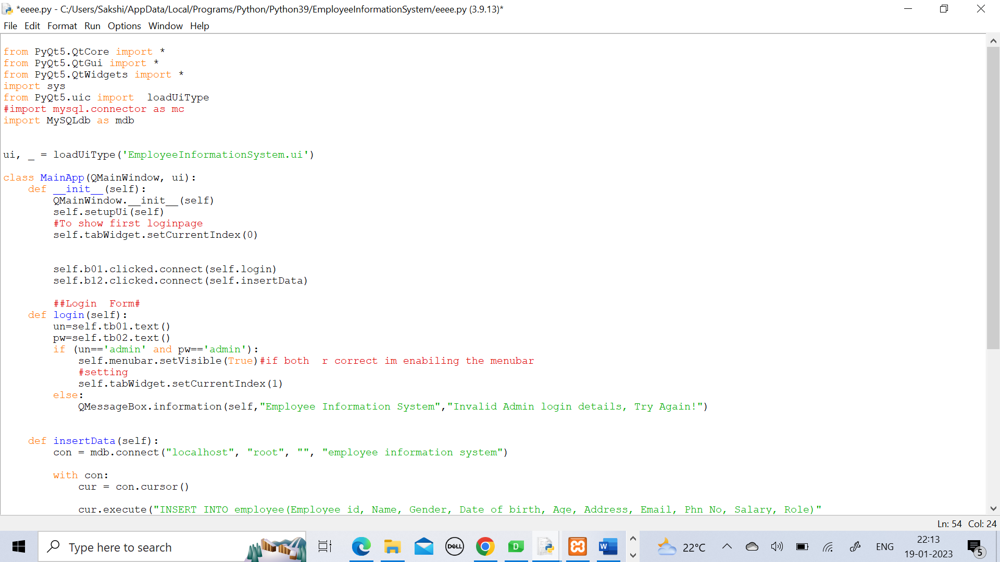 *eeee.py - C:/Users/Sakshi/AppData/Local/Programs/Python/Python39/EmployeeInformationSystem/eeee.py (3.9.13)*
File Edit Format Run Options Window Help
from PyQt5.QtCore import *
from PyQt5.QtGui import *
from PyQt5.QtWidgets import *
import sys
from PyQt5.uic import  loadUiType
#import mysql.connector as mc
import MySQLdb as mdb
ui, _ = loadUiType('EmployeeInformationSystem.ui')
class MainApp(QMainWindow, ui):
    def __init__(self):
        QMainWindow.__init__(self)
        self.setupUi(self)
        #To show first loginpage
        self.tabWidget.setCurrentIndex(0)
        self.b01.clicked.connect(self.login)
        self.b12.clicked.connect(self.insertData)
        ##Login  Form#
    def login(self):
        un=self.tb01.text()
        pw=self.tb02.text()
        if (un=='admin' and pw=='admin'):
            self.menubar.setVisible(True)#if both  r correct im enabiling the menubar
            #setting
            self.tabWidget.setCurrentIndex(1)
        else:
            QMessageBox.information(self,"Employee Information System","Invalid Admin login details, Try Again!")
    def insertData(self):
        con = mdb.connect("localhost", "root", "", "employee information system")
        with con:
            cur = con.cursor()
            cur.execute("INSERT INTO employee(Employee id, Name, Gender, Date of birth, Age, Address, Email, Phn No, Salary, Role)"
Ln: 54 Col: 24
Type here to search
DELL
D
W
22°C
ENG
22:13
19-01-2023
5